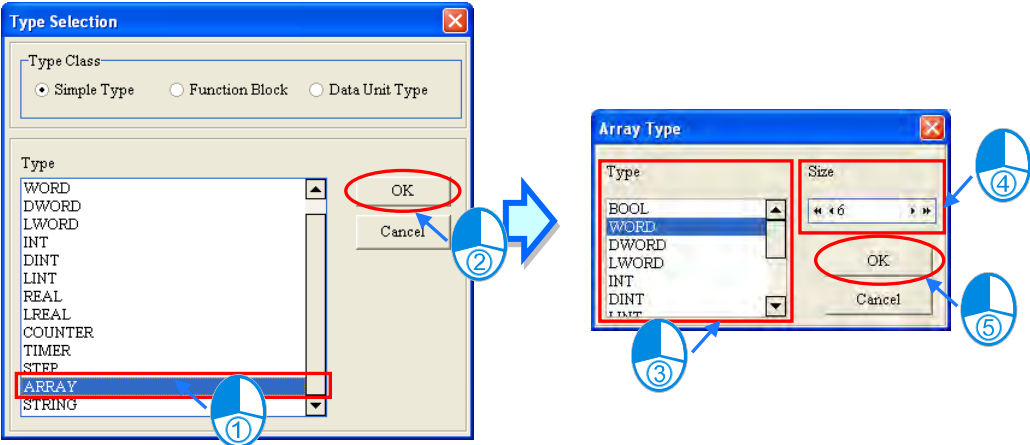 Type Selection
Type Class
Simple Type Function Block Data Unit Type
Type
WORD
DWORD
LWORD
INT
DINT
LINT
REAL
LREAL
COUNTER
TIMER
STEP
ARRAY
STRING
OK
Cancel
①
②
Array Type
Type
BOOL
WORD
DWORD
LWORD
INT
DINT
LINT
Size
6
OK
Cancel
③
④
⑤